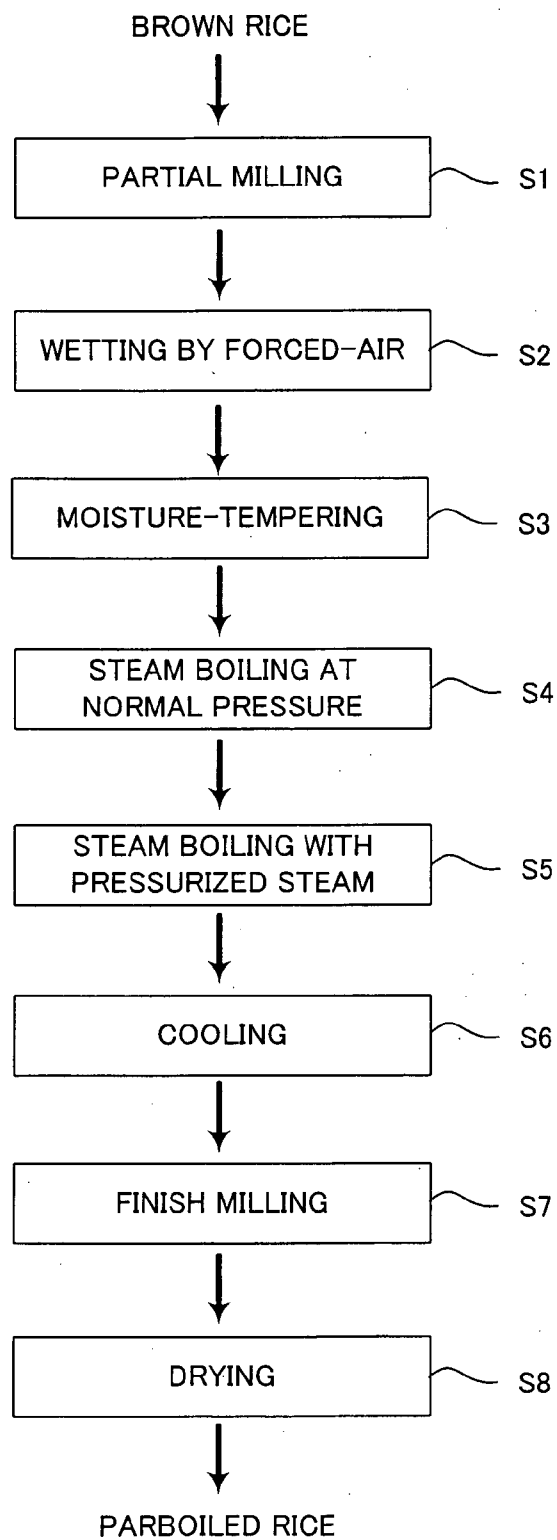 BROWN RICE
PARTIAL MILLING
S1
WETTING BY FORCED-AIR
S2
MOISTURE-TEMPERING
S3
STEAM BOILING AT
NORMAL PRESSURE
S4
STEAM BOILING WITH
PRESSURIZED STEAM
S5
COOLING
S6
FINISH MILLING
S7
DRYING
S8
PARBOILED RICE